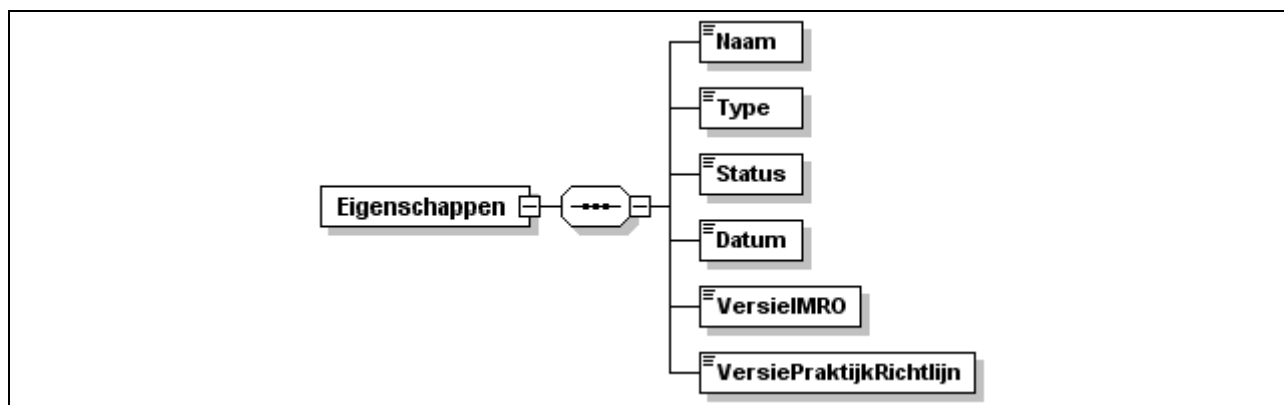 Naam
Type
Status
Eigenschappen
Datum
VersieIMRO
VersiePraktijkRichtlijn